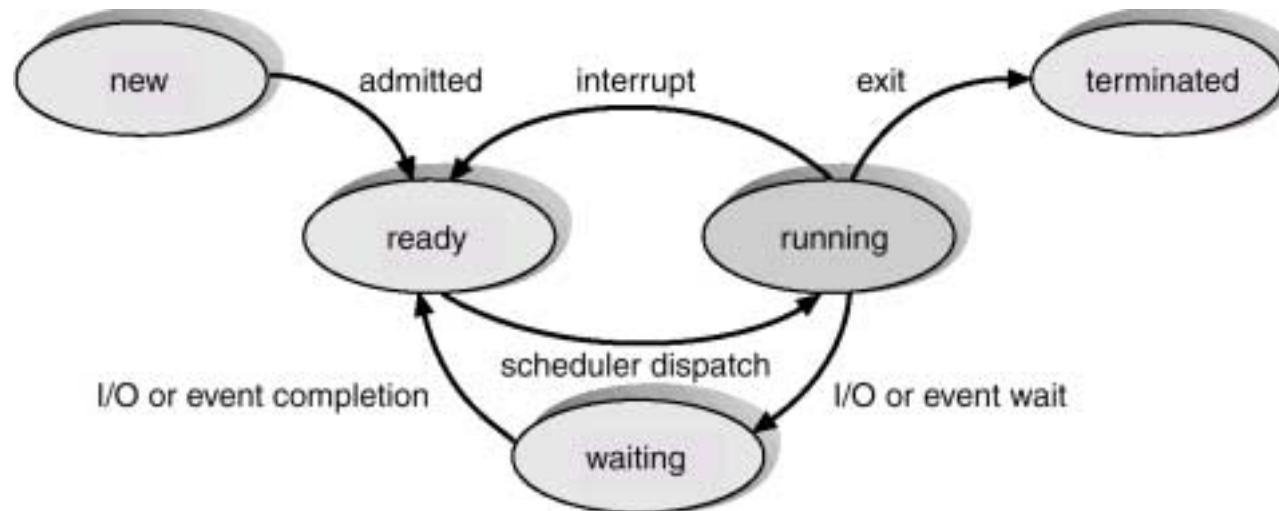 new
admitted
interrupt
exit
terminated
ready
running
scheduler dispatch
I/O or event completion
I/O or event wait
waiting